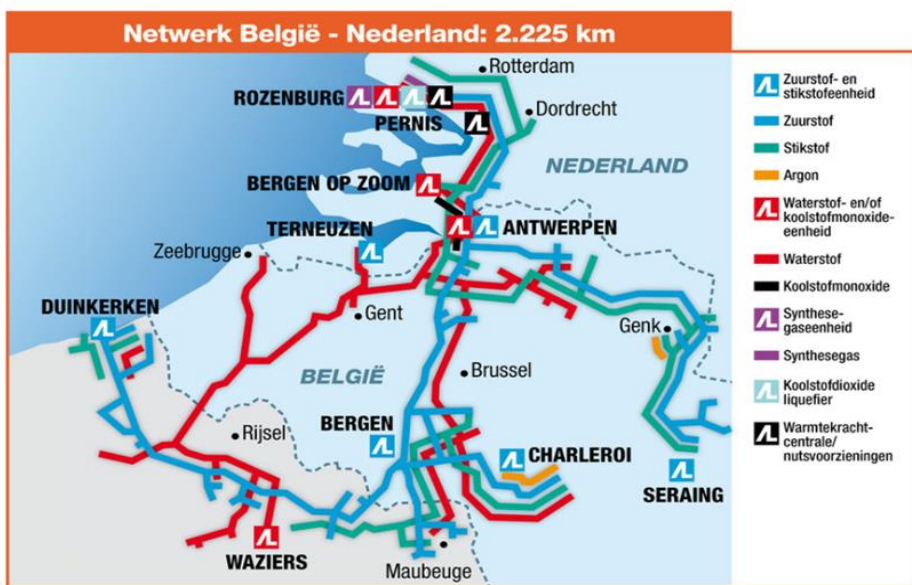 Netwerk België - Nederland: 2.225 km
Rotterdam
ROZENBURG
PERNIS
Dordrecht
NEDERLAND
BERGEN OP ZOOM
TERNEUZEN
ANTWERPEN
Zeebrugge
DUINKERKEN
Gent
Genk
BELGIË
Brussel
Rijsel
BERGEN
CHARLEROI
SERAING
WAZIERS
Maubeuge
Zuurstof- en
stikstofeenheid
Zuurstof
Stikstof
Argon
Waterstof- en/of
koolstofmonoxide-
eenheid
Waterstof
Koolstofmonoxide
Synthese-
gaseenheid
Synthesegas
Koolstofdioxide
liquefier
Warmtekracht-
centrale/
nutsvoorzieningen